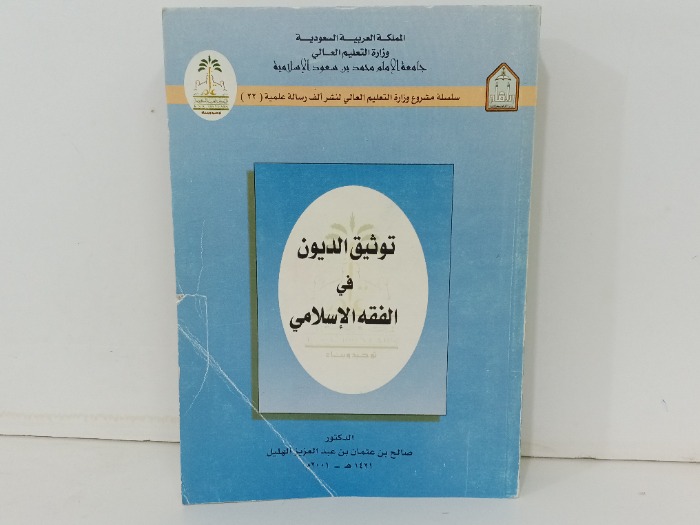 المملكة العربية السعودية
وزارة التعليم العالي
جامعة الإمام محمد بن سعود الإسلامية
سلسلة مشروع وزارة التعليم العالي لنشر ألف رسالة علمية ( ٢٢ )
توثيق الديون
في
الفقه الإسلامي
الدكتور
صالح بن عثمان بن عبد العزيز الهليل
١٤٢١ هـ - ٢٠٠١م